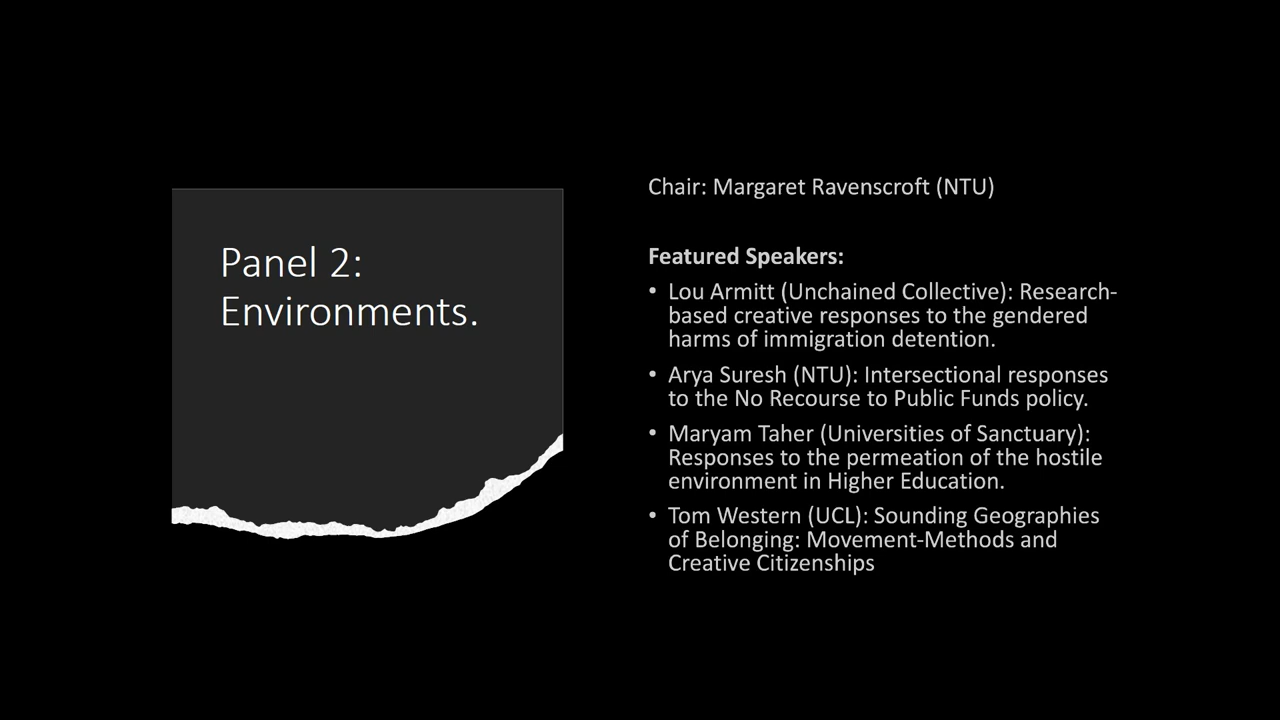 Panel 2:
Environments.
Chair: Margaret Ravenscroft (NTU)
Featured Speakers:
• Lou Armitt (Unchained Collective): Research-
based creative responses to the gendered
harms of immigration detention.
• Arya Suresh (NTU): Intersectional responses
to the No Recourse to Public Funds policy.
• Maryam Taher (Universities of Sanctuary):
Responses to the permeation of the hostile
environment in Higher Education.
• Tom Western (UCL): Sounding Geographies
of Belonging: Movement-Methods and
Creative Citizenships